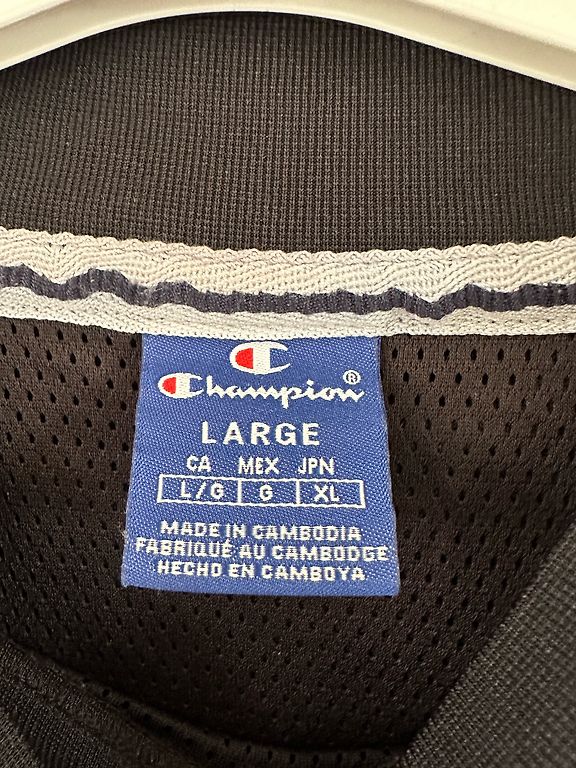 Champion®
LARGE
CA MEX JPN
L/G G XL
MADE IN CAMBODIA
FABRIQUÉ AU CAMBODGE
HECHO EN CAMBOYA